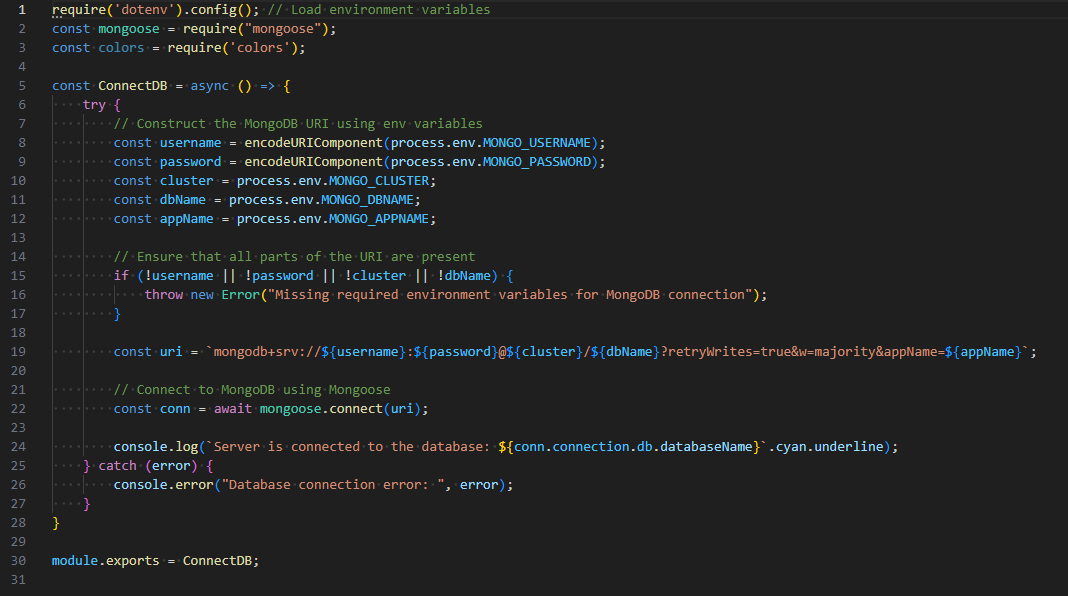 1 require('dotenv').config(); // Load environment variables
2 const mongoose = require("mongoose");
3 const colors = require('colors');
4
5 const ConnectDB = async () => {
6     try {
7         // Construct the MongoDB URI using env variables
8         const username = encodeURIComponent(process.env.MONGO_USERNAME);
9         const password = encodeURIComponent(process.env.MONGO_PASSWORD);
10         const cluster = process.env.MONGO_CLUSTER;
11         const dbName = process.env.MONGO_DBNAME;
12         const appName = process.env.MONGO_APPNAME;
13
14         // Ensure that all parts of the URI are present
15         if (!username || !password || !cluster || !dbName) {
16             throw new Error("Missing required environment variables for MongoDB connection");
17         }
18
19         const uri = `mongodb+srv://${username}:${password}@${cluster}/${dbName}?retryWrites=true&w=majority&appName=${appName}`;
20
21         // Connect to MongoDB using Mongoose
22         const conn = await mongoose.connect(uri);
23
24         console.log(`Server is connected to the database: ${conn.connection.db.databaseName}`.cyan.underline);
25     } catch (error) {
26         console.error("Database connection error: ", error);
27     }
28 }
29
30 module.exports = ConnectDB;
31